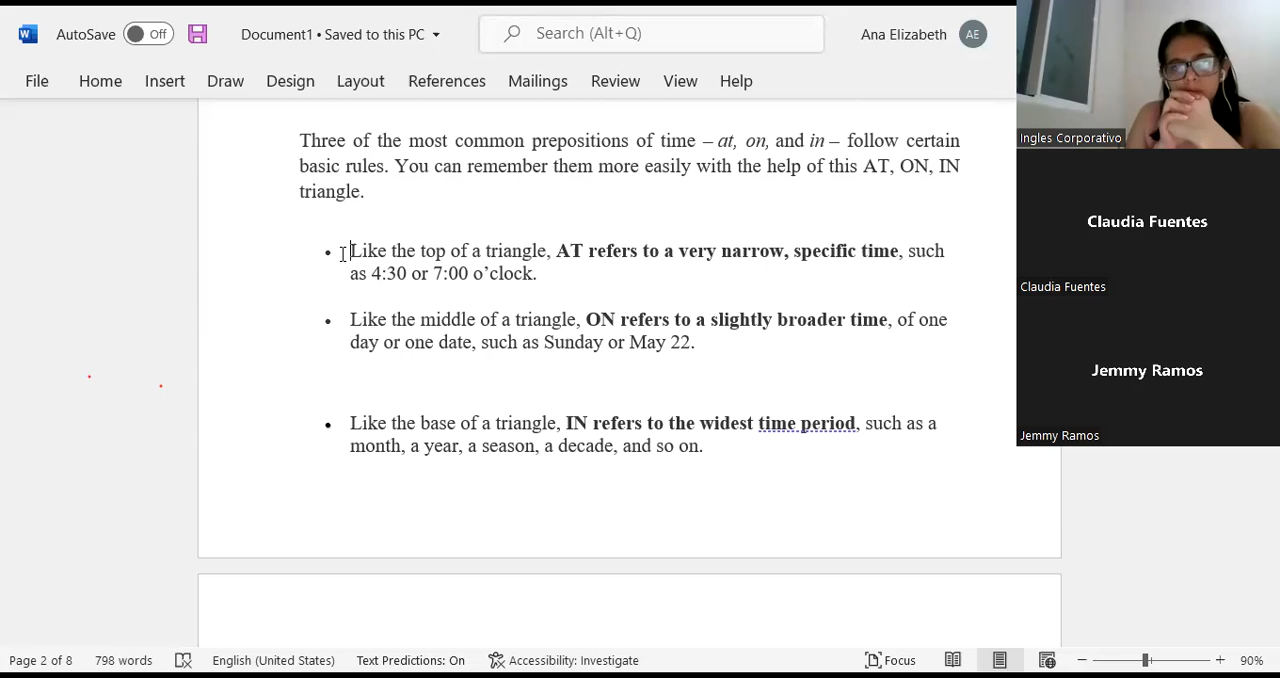 AutoSave Off Document1 • Saved to this PC Search (Alt+Q) Ana Elizabeth AE
File Home Insert Draw Design Layout References Mailings Review View Help
Three of the most common prepositions of time – at, on, and in – follow certain
basic rules. You can remember them more easily with the help of this AT, ON, IN
triangle.
• Like the top of a triangle, AT refers to a very narrow, specific time, such
as 4:30 or 7:00 o’clock.
• Like the middle of a triangle, ON refers to a slightly broader time, of one
day or one date, such as Sunday or May 22.
• Like the base of a triangle, IN refers to the widest time period, such as a
month, a year, a season, a decade, and so on.
Ingles Corporativo
Claudia Fuentes
Claudia Fuentes
Jemmy Ramos
Jemmy Ramos
Page 2 of 8 798 words English (United States) Text Predictions: On Accessibility: Investigate Focus 90%